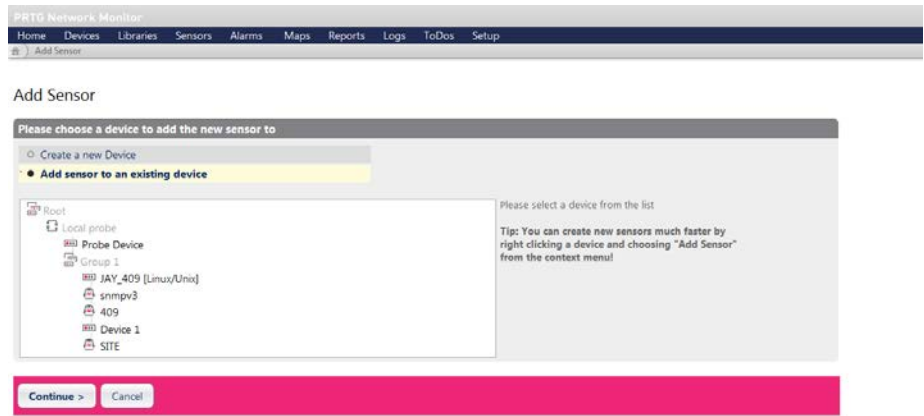 PRTG Network Monitor
Home Devices Libraries Sensors Alarms Maps Reports Logs ToDos Setup
Add Sensor
Add Sensor
Please choose a device to add the new sensor to
Create a new Device
Add sensor to an existing device
Root
Local probe
Probe Device
Group 1
JAY_409 [Linux/Unix]
snmpv3
409
Device 1
SITE
Please select a device from the list
Tip: You can create new sensors much faster by
right clicking a device and choosing "Add Sensor"
from the context menu!
Continue > Cancel